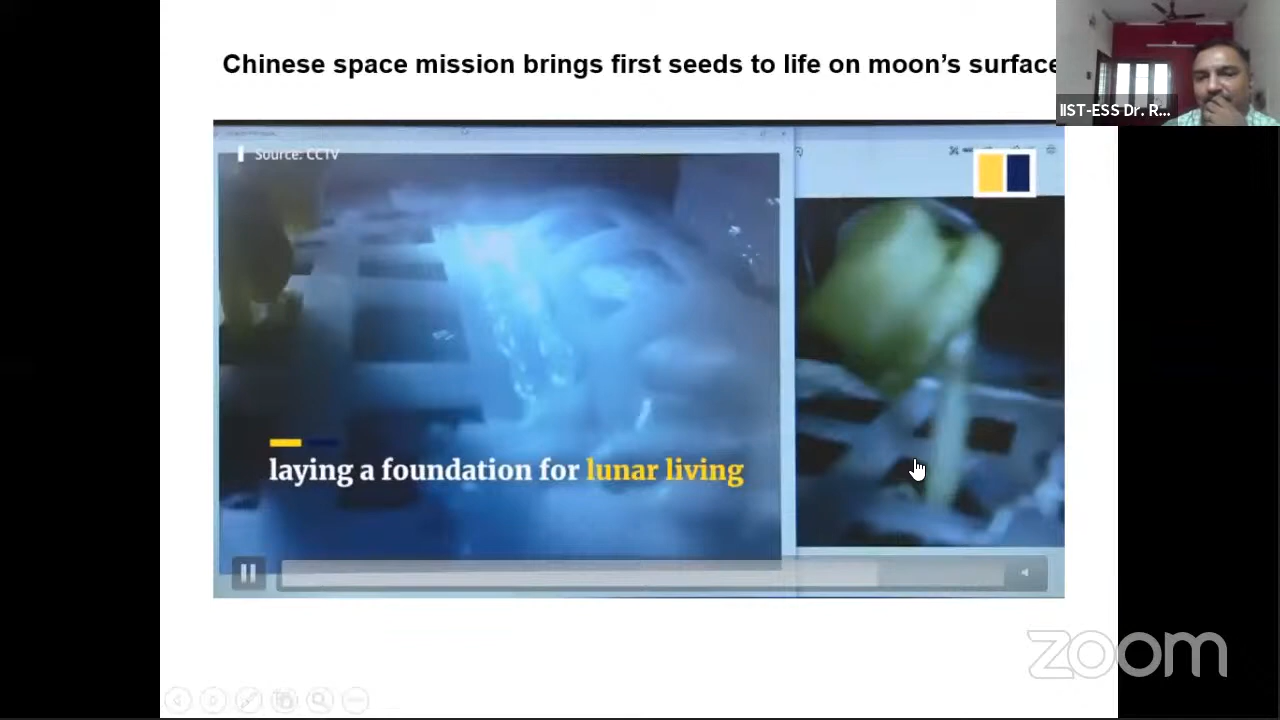 Chinese space mission brings first seeds to life on moon’s surface
IIST-ESS Dr. R...
Source: CCTV
laying a foundation for lunar living
zoom